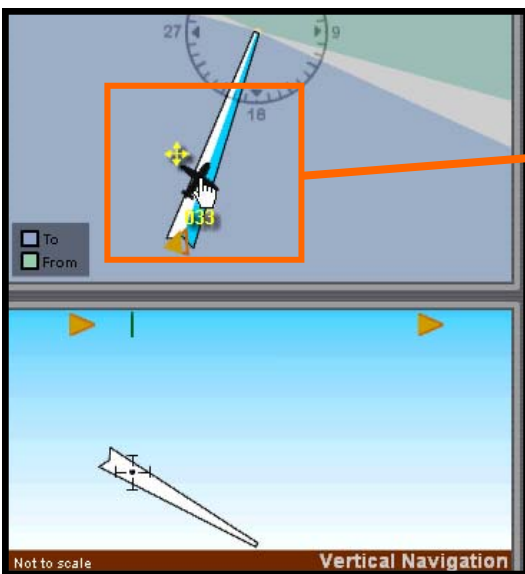 27
9
18
033
To
From
Not to scale
Vertical Navigation